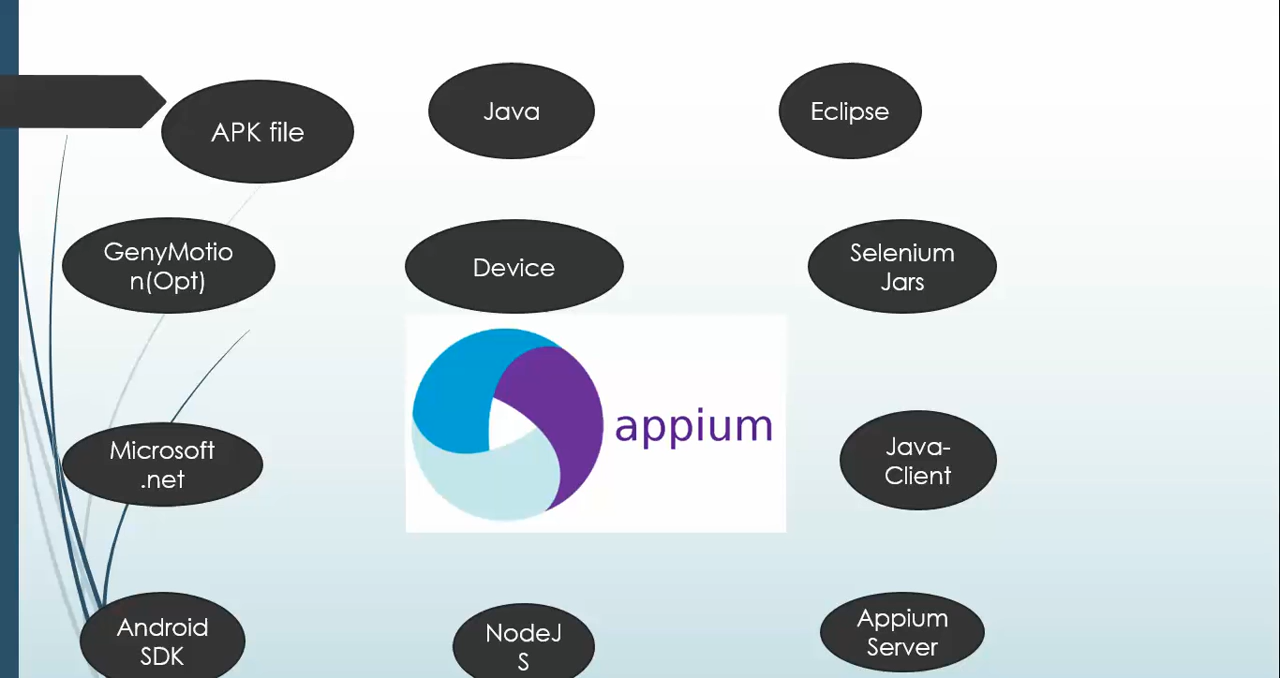 APK file
Java
Eclipse
GenyMotio
n(Opt)
Device
Selenium
Jars
appium
Microsoft
.net
Java-
Client
Android
SDK
NodeJ
S
Appium
Server